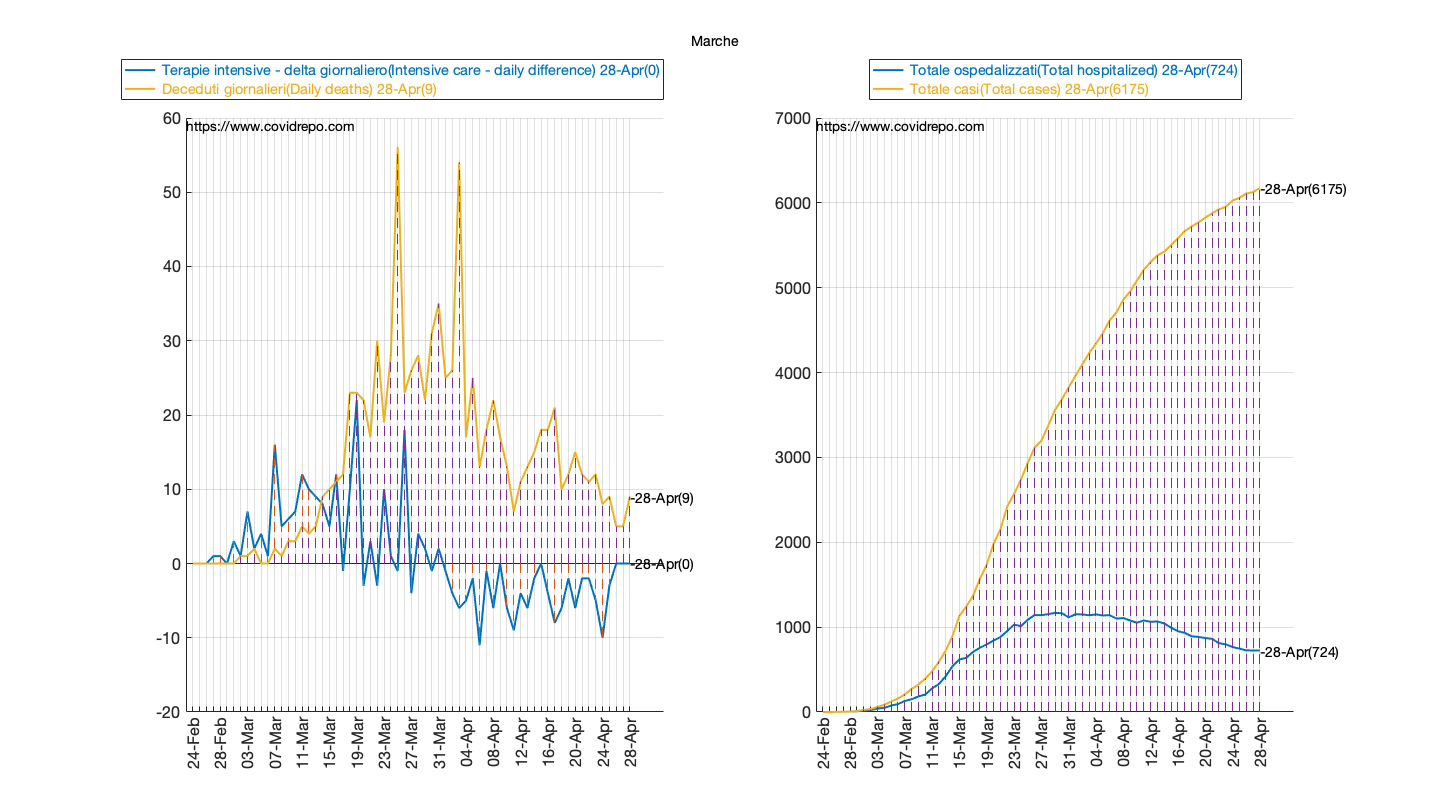 Marche
Terapie intensive - delta giornaliero(Intensive care - daily difference) 28-Apr(0)
Deceduti giornalieri(Daily deaths) 28-Apr(9)
60
https://www.covidrepo.com
50
40
30
20
10
0
-10
-20
-28-Apr(9)
-28-Apr(0)
24-Feb
28-Feb
03-Mar
07-Mar
11-Mar
15-Mar
19-Mar
23-Mar
27-Mar
31-Mar
04-Apr
08-Apr
12-Apr
16-Apr
20-Apr
24-Apr
28-Apr
Totale ospedalizzati(Total hospitalized) 28-Apr(724)
Totale casi(Total cases) 28-Apr(6175)
7000
https://www.covidrepo.com
6000
5000
4000
3000
2000
1000
0
-28-Apr(6175)
-28-Apr(724)
24-Feb
28-Feb
03-Mar
07-Mar
11-Mar
15-Mar
19-Mar
23-Mar
27-Mar
31-Mar
04-Apr
08-Apr
12-Apr
16-Apr
20-Apr
24-Apr
28-Apr